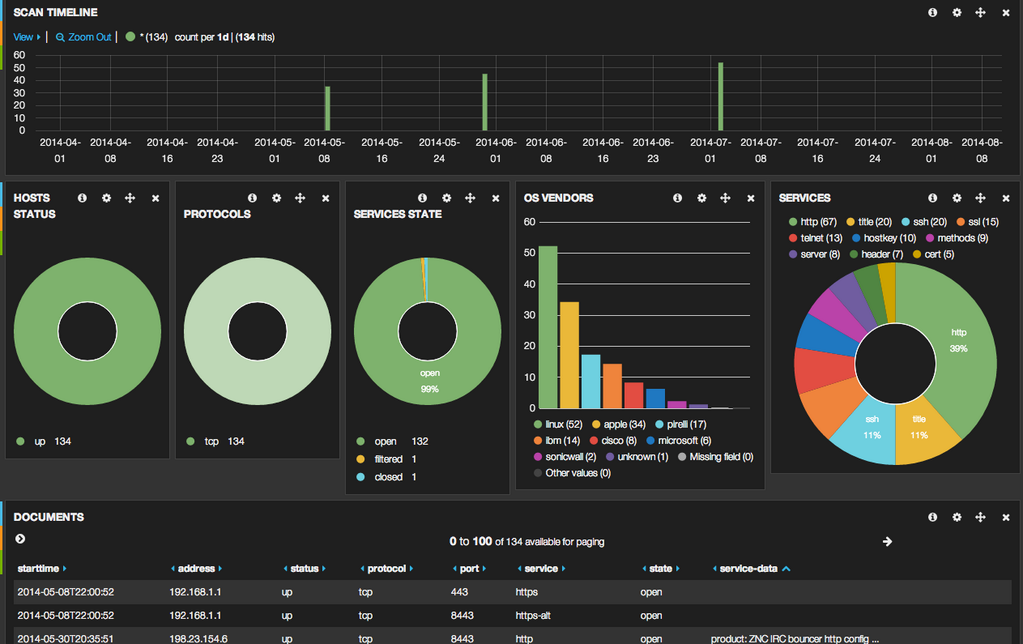 SCAN TIMELINE
View | Zoom Out | * (134) count per 1d | (134 hits)
60
50
40
30
20
10
0
2014-04-01 2014-04-08 2014-04-16 2014-04-23 2014-05-01 2014-05-08 2014-05-16 2014-05-24 2014-06-01 2014-06-08 2014-06-16 2014-06-23 2014-07-01 2014-07-08 2014-07-16 2014-07-24 2014-08-01 2014-08-08
HOSTS STATUS
up 134
PROTOCOLS
tcp 134
SERVICES STATE
open
99%
open 132
filtered 1
closed 1
OS VENDORS
60
50
40
30
20
10
0
linux (52) apple (34) pirelli (17)
ibm (14) cisco (8) microsoft (6)
sonicwall (2) unknown (1) Missing field (0)
Other values (0)
SERVICES
http (67) title (20) ssh (20) ssl (15)
telnet (13) hostkey (10) methods (9)
server (8) header (7) cert (5)
http
39%
ssh
11%
title
11%
DOCUMENTS
0 to 100 of 134 available for paging
starttime address status protocol port service state service-data
2014-05-08T22:00:52 192.168.1.1 up tcp 443 https open
2014-05-08T22:00:52 192.168.1.1 up tcp 8443 https-alt open
2014-05-30T20:35:51 198.23.154.6 up tcp 8443 http open product: ZNC IRC bouncer http config ...